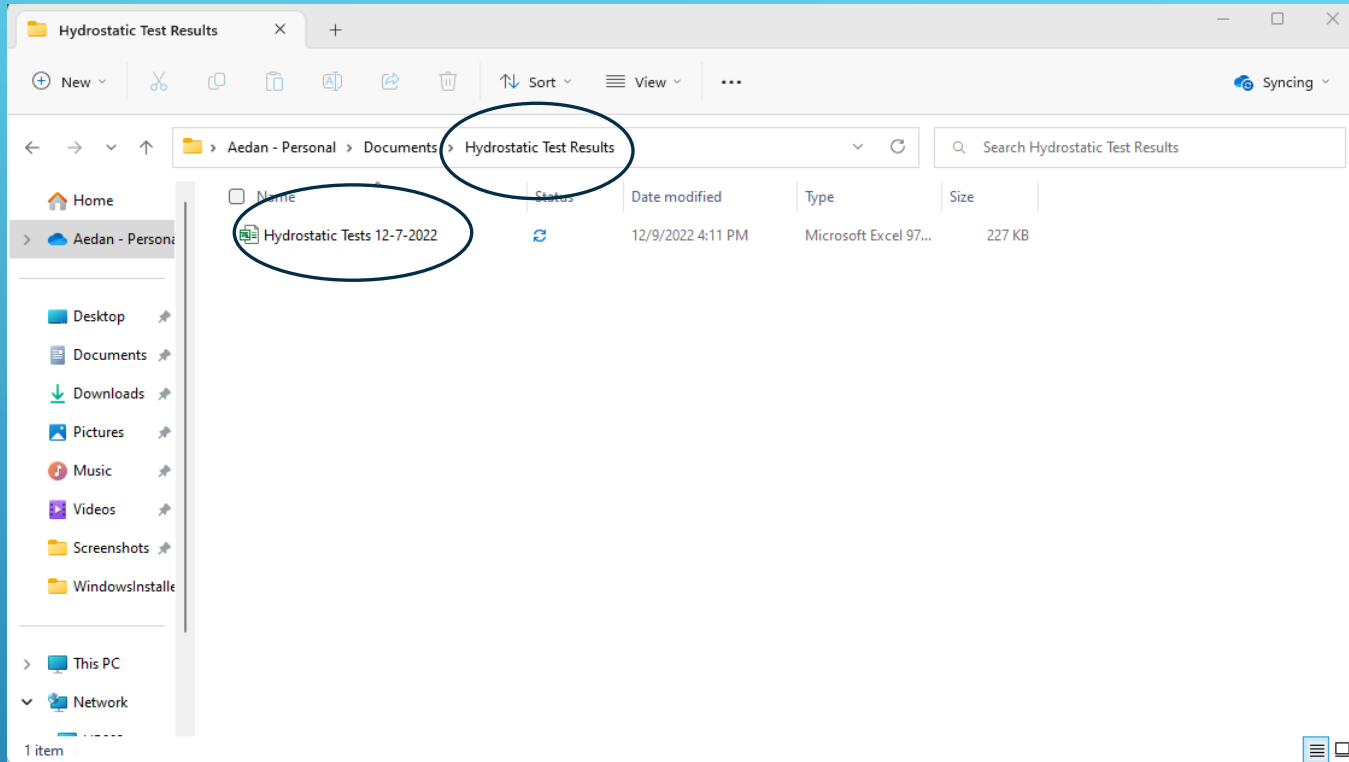 Hydrostatic Test Results
New
Sort
View
Syncing
Aedan - Personal > Documents > Hydrostatic Test Results
Search Hydrostatic Test Results
Name Status Date modified Type Size
Hydrostatic Tests 12-7-2022 12/9/2022 4:11 PM Microsoft Excel 97... 227 KB
Home
Aedan - Persona
Desktop
Documents
Downloads
Pictures
Music
Videos
Screenshots
WindowsInstalle
This PC
Network
1 item